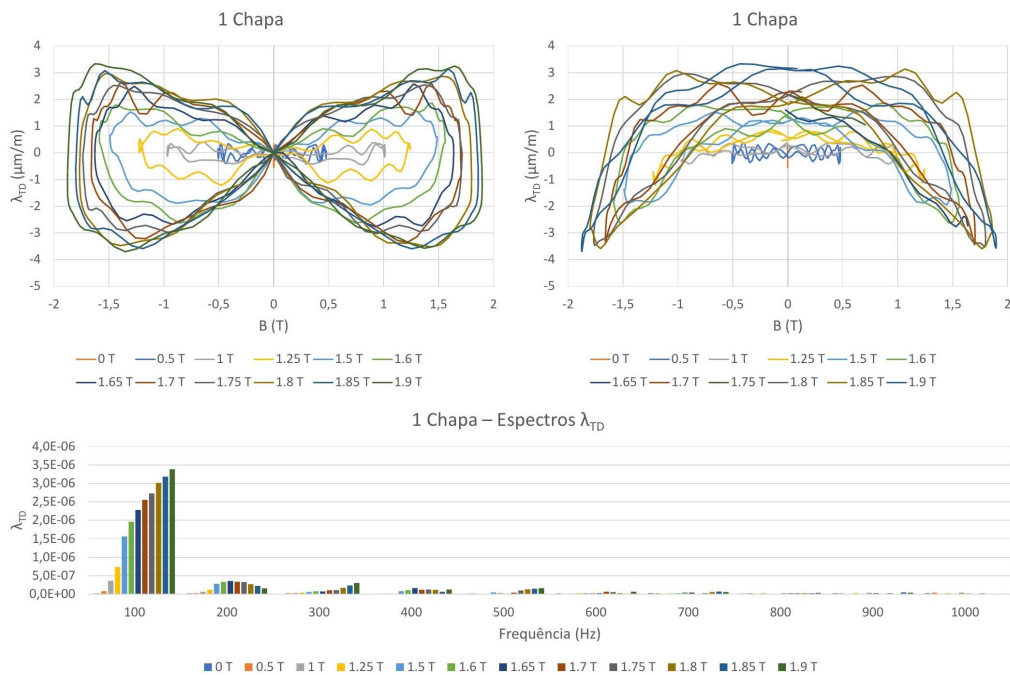 1 Chapa
4
3
2
1
0
-1
-2
-3
-4
-5
λTD (µm/m)
-2 -1,5 -1 -0,5 0 0,5 1 1,5 2
B (T)
0 T 0.5 T 1 T 1.25 T 1.5 T 1.6 T
1.65 T 1.7 T 1.75 T 1.8 T 1.85 T 1.9 T
1 Chapa
4
3
2
1
0
-1
-2
-3
-4
-5
λTD (µm/m)
-2 -1,5 -1 -0,5 0 0,5 1 1,5 2
B (T)
0 T 0.5 T 1 T 1.25 T 1.5 T 1.6 T
1.65 T 1.7 T 1.75 T 1.8 T 1.85 T 1.9 T
1 Chapa – Espectros λTD
4,0E-06
3,5E-06
3,0E-06
2,5E-06
2,0E-06
1,5E-06
1,0E-06
5,0E-07
0,0E+00
λTD
100 200 300 400 500 600 700 800 900 1000
Frequência (Hz)
0 T 0.5 T 1 T 1.25 T 1.5 T 1.6 T 1.65 T 1.7 T 1.75 T 1.8 T 1.85 T 1.9 T